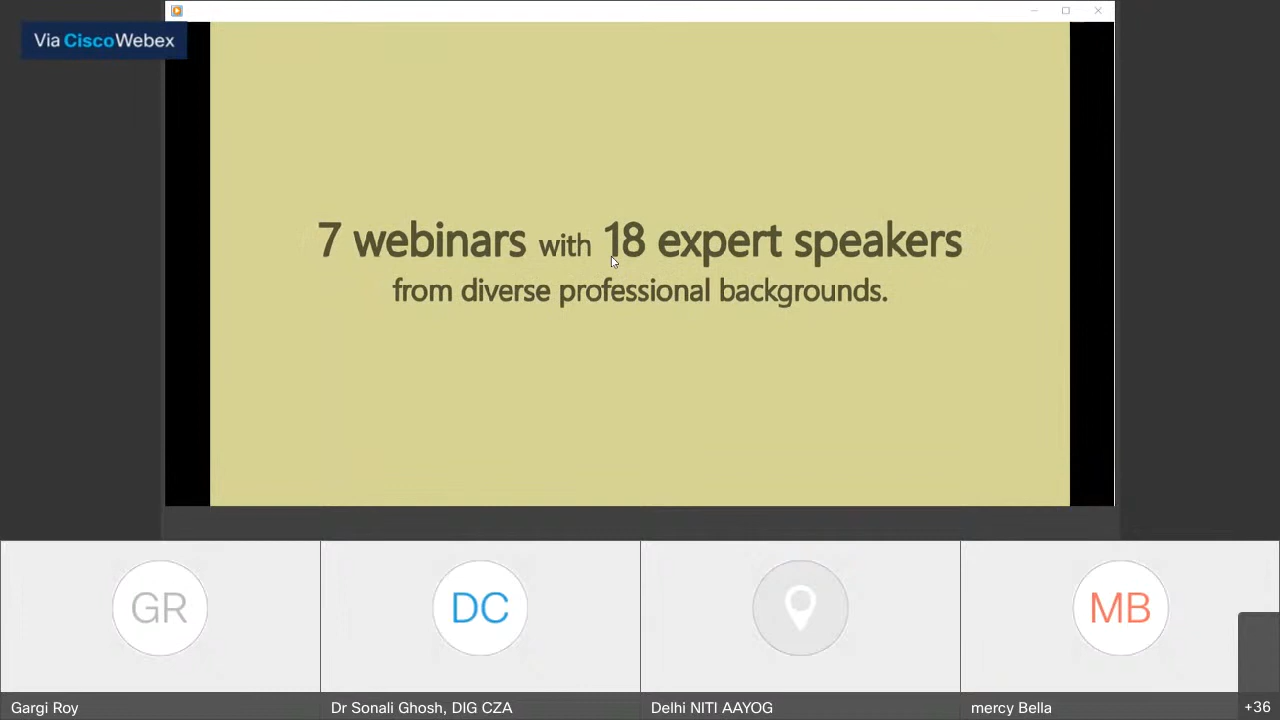 Via CiscoWebex
7 webinars with 18 expert speakers
from diverse professional backgrounds.
GR
DC
MB
Gargi Roy
Dr Sonali Ghosh, DIG CZA
Delhi NITI AAYOG
mercy Bella
+36